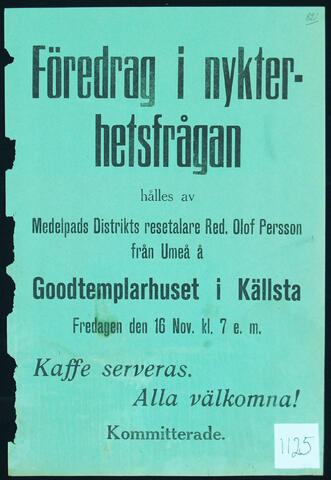 Föredrag i nykter-
hetsfrågan
hålles av
Medelpads Distrikts resetalare Red. Olof Persson
från Umeå å
Goodtemplarhuset i Källsta
Fredagen den 16 Nov. kl. 7 e. m.
Kaffe serveras.
Alla välkomna!
Kommitterade.
1125